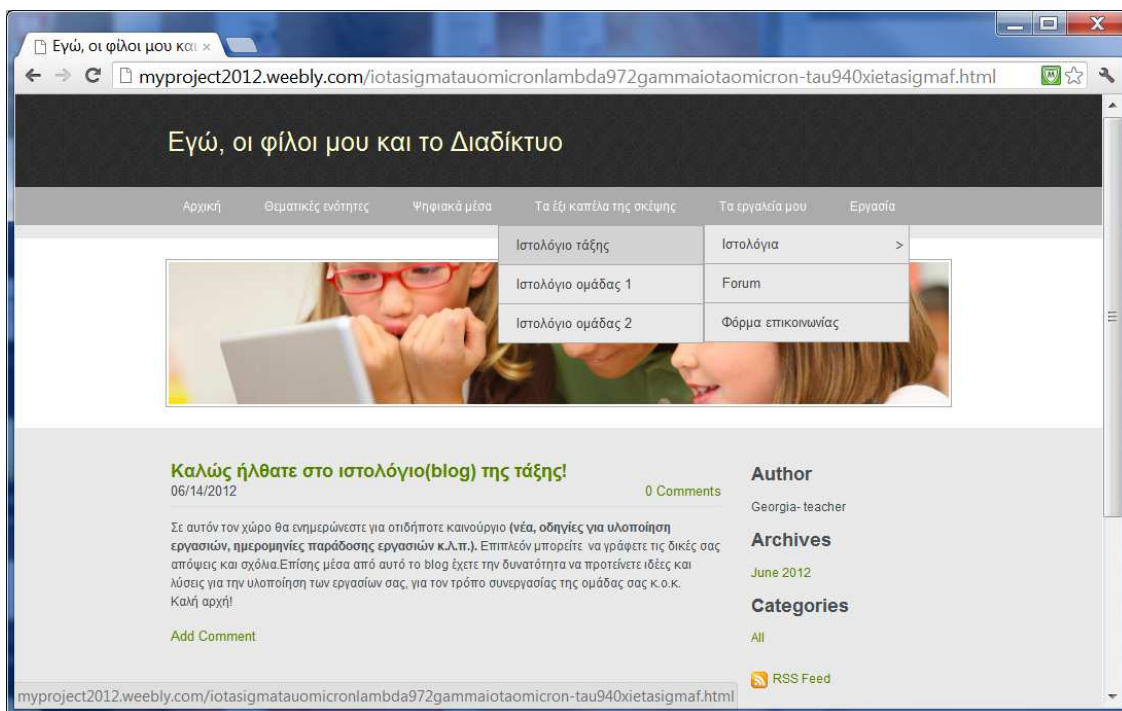 Εγώ, οι φίλοι μου και
myproject2012.weebly.com/iotasigmatauomicronlambda972gammaiotaomicron-tau940xietasigmaf.html
Εγώ, οι φίλοι μου και το Διαδίκτυο
Αρχική Θεματικές ενότητες Ψηφιακά μέσα Τα έξι καπέλα της σκέψης Τα εργαλεία μου Εργασία
Ιστολόγιο τάξης
Ιστολόγιο ομάδας 1
Ιστολόγιο ομάδας 2
Ιστολόγια >
Forum
Φόρμα επικοινωνίας
Καλώς ήλθατε στο ιστολόγιο(blog) της τάξης!
06/14/2012 0 Comments
Σε αυτόν τον χώρο θα ενημερώνεστε για οτιδήποτε καινούργιο (νέα, οδηγίες για υλοποίηση
εργασιών, ημερομηνίες παράδοσης εργασιών κ.λ.π.). Επιπλεόν μπορείτε να γράφετε τις δικές σας
απόψεις και σχόλια.Επίσης μέσα από αυτό το blog έχετε την δυνατότητα να προτείνετε ιδέες και
λύσεις για την υλοποίηση των εργασίων σας, για τον τρόπο συνεργασίας της ομάδας σας κ.ο.κ.
Καλή αρχή!
Add Comment
Author
Georgia- teacher
Archives
June 2012
Categories
All
RSS Feed
myproject2012.weebly.com/iotasigmatauomicronlambda972gammaiotaomicron-tau940xietasigmaf.html